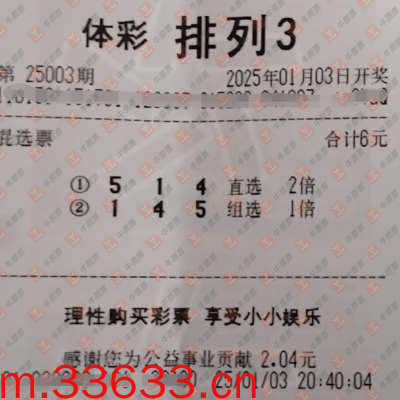 体彩 排列3
第 25003期 2025年01月03日开奖
混选票 合计6元
① 5 1 4 直选 2倍
② 1 4 5 组选 1倍
理性购买彩票 享受小小娱乐
感谢您为公益事业贡献 2.04元
m.33633.cn
25/01/03 20:40:04